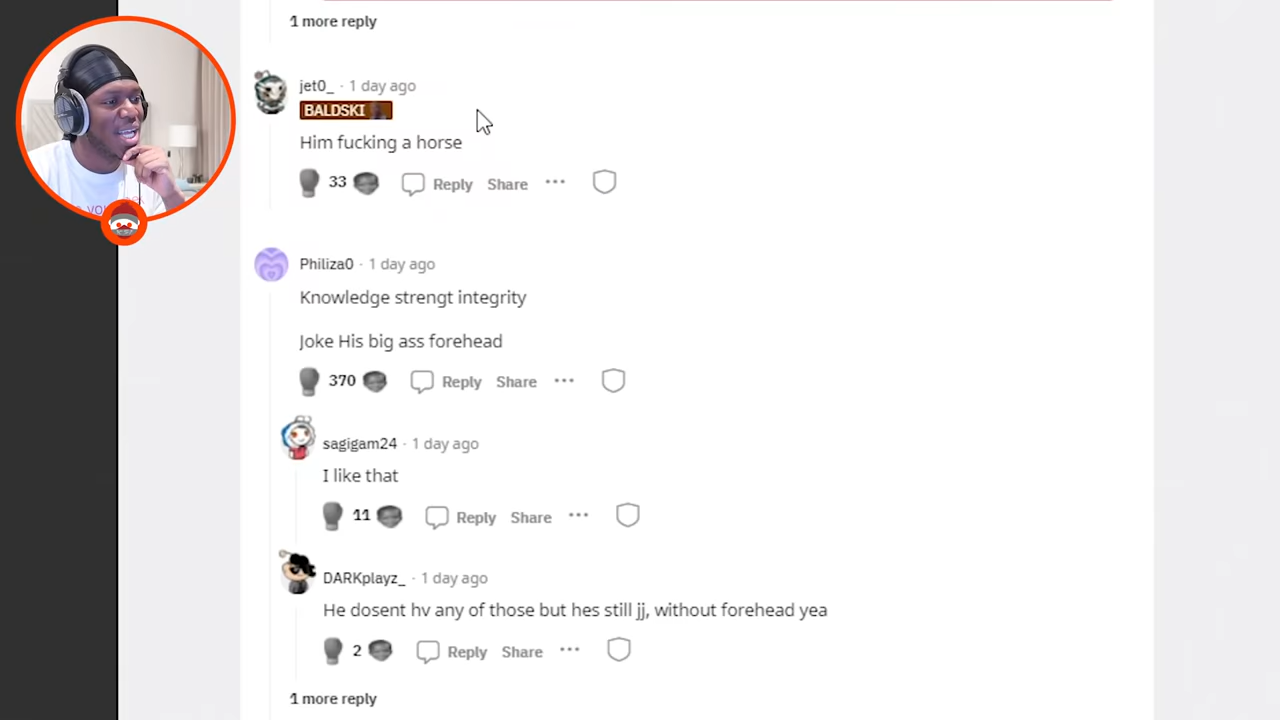 1 more reply
jet0_ · 1 day ago
BALDSKI
Him fucking a horse
33 Reply Share ···
Philiza0 · 1 day ago
Knowledge strengt integrity
Joke His big ass forehead
370 Reply Share ···
sagigam24 · 1 day ago
I like that
11 Reply Share ···
DARKplayz_ · 1 day ago
He dosent hv any of those but hes still jj, without forehead yea
2 Reply Share ···
1 more reply